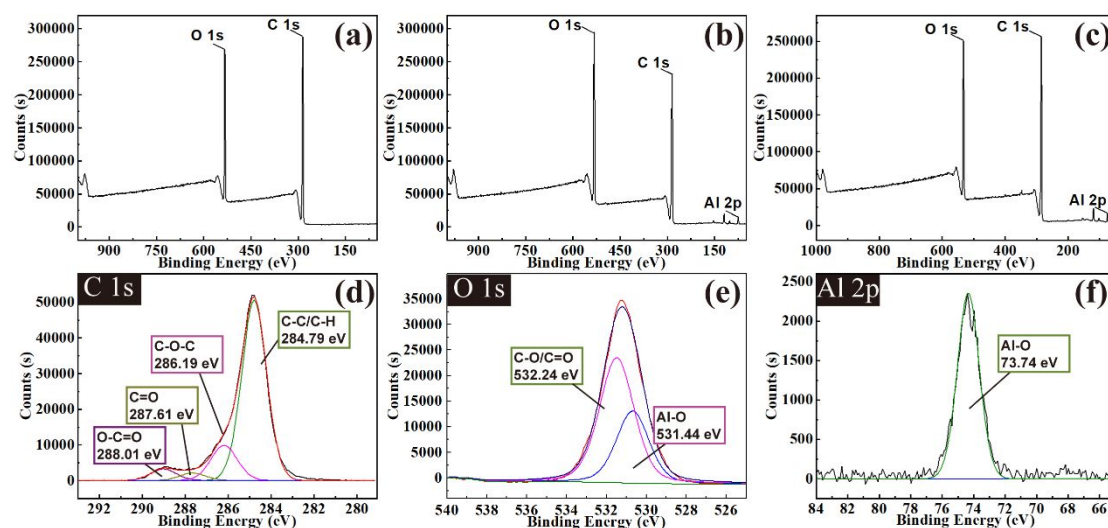 (a)
O 1s
C 1s
300000
250000
200000
150000
100000
50000
0
Counts (s)
900
750
600
450
300
150
Binding Energy (eV)
(b)
O 1s
C 1s
Al 2p
300000
250000
200000
150000
100000
50000
0
Counts (s)
900
750
600
450
300
150
Binding Energy (eV)
(c)
O 1s
C 1s
Al 2p
300000
250000
200000
150000
100000
50000
0
Counts (s)
1000
800
600
400
200
Binding Energy (eV)
C 1s
(d)
C-C/C-H
284.79 eV
C-O-C
286.19 eV
C=O
287.61 eV
O-C=O
288.01 eV
50000
40000
30000
20000
10000
0
Counts (s)
292
290
288
286
284
282
280
Binding Energy (eV)
O 1s
(e)
C-O/C=O
532.24 eV
Al-O
531.44 eV
35000
30000
25000
20000
15000
10000
5000
0
Counts (s)
540
538
536
534
532
530
528
526
Binding Energy (eV)
Al 2p
(f)
Al-O
73.74 eV
2500
2000
1500
1000
500
0
Counts (s)
84
82
80
78
76
74
72
70
68
66
Binding Energy (eV)